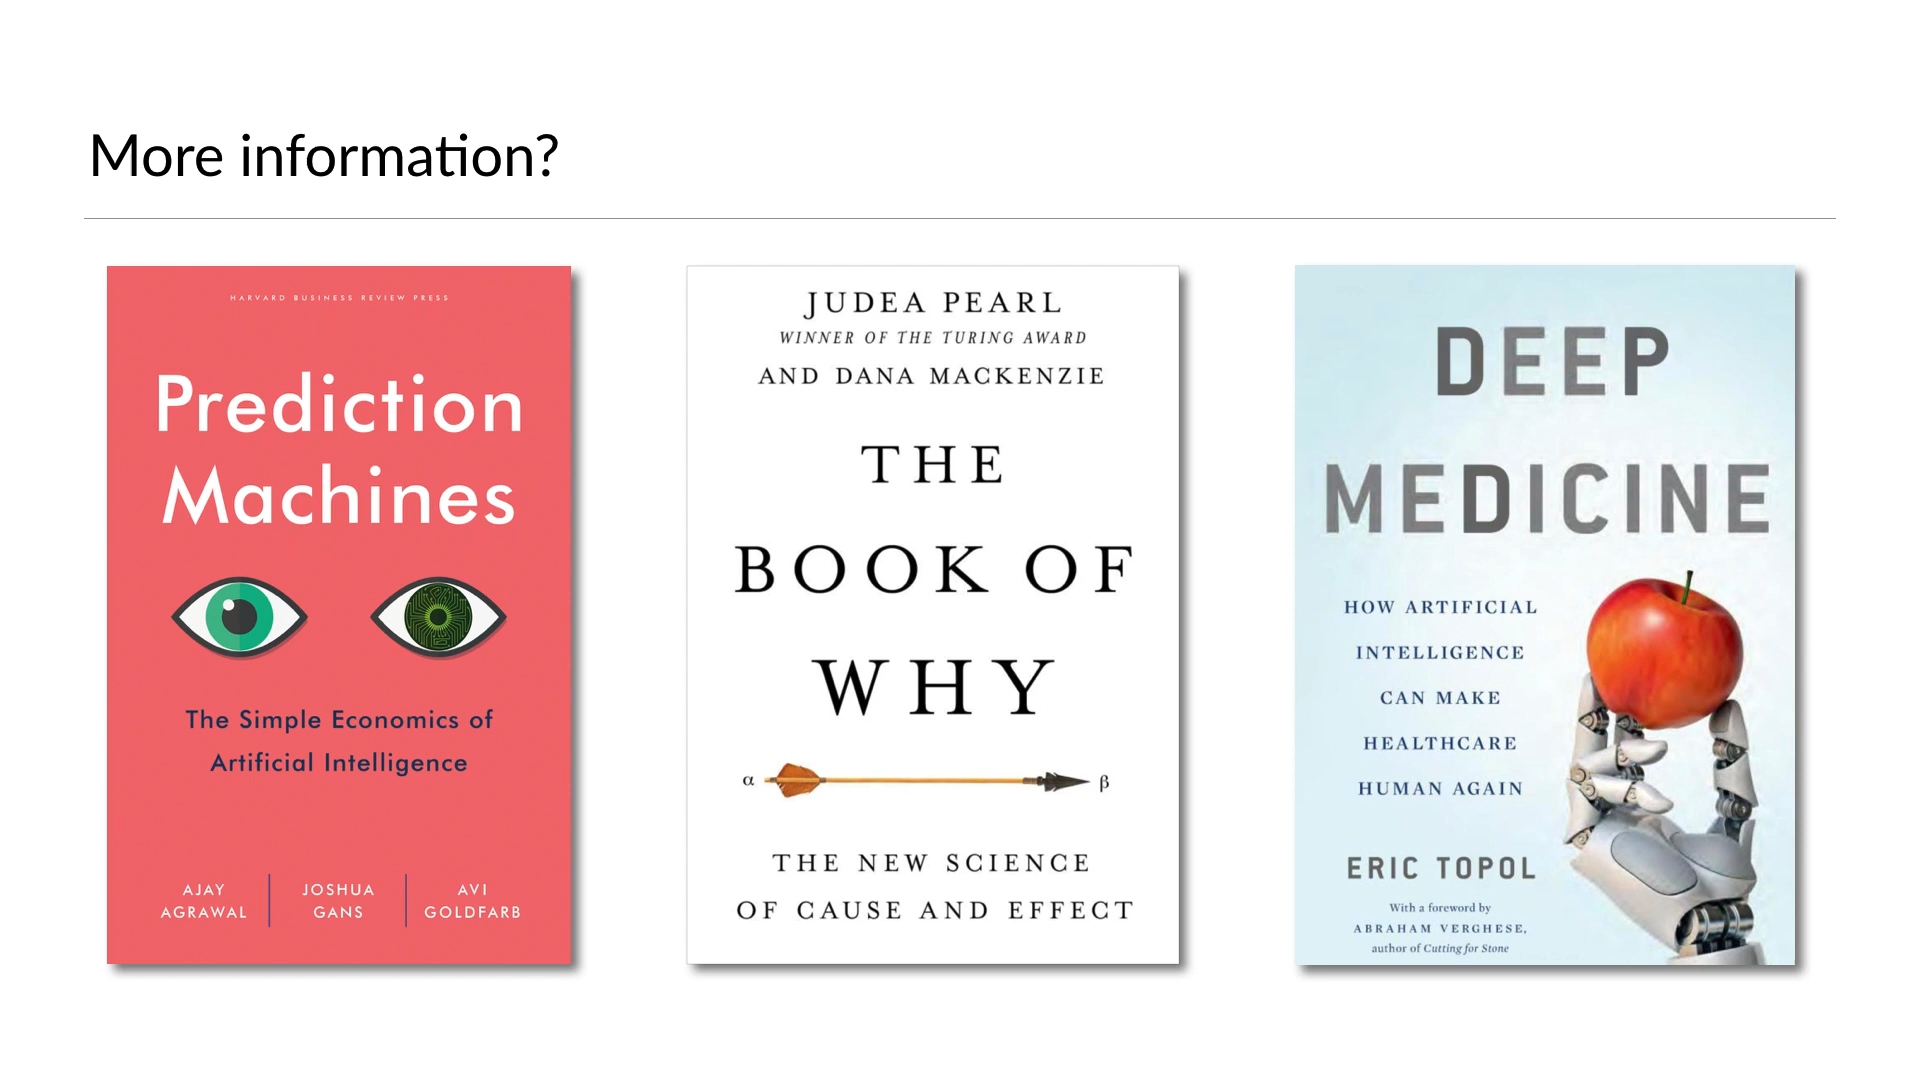 More information?
HARVARD BUSINESS REVIEW PRESS
Prediction
Machines
The Simple Economics of
Artificial Intelligence
AJAY
AGRAWAL
JOSHUA
GANS
AVI
GOLDFARB
JUDEA PEARL
WINNER OF THE TURING AWARD
AND DANA MACKENZIE
THE
BOOK OF
WHY
α
β
THE NEW SCIENCE
OF CAUSE AND EFFECT
DEEP
MEDICINE
HOW ARTIFICIAL
INTELLIGENCE
CAN MAKE
HEALTHCARE
HUMAN AGAIN
ERIC TOPOL
With a foreword by
ABRAHAM VERGHESE,
author of Cutting for Stone